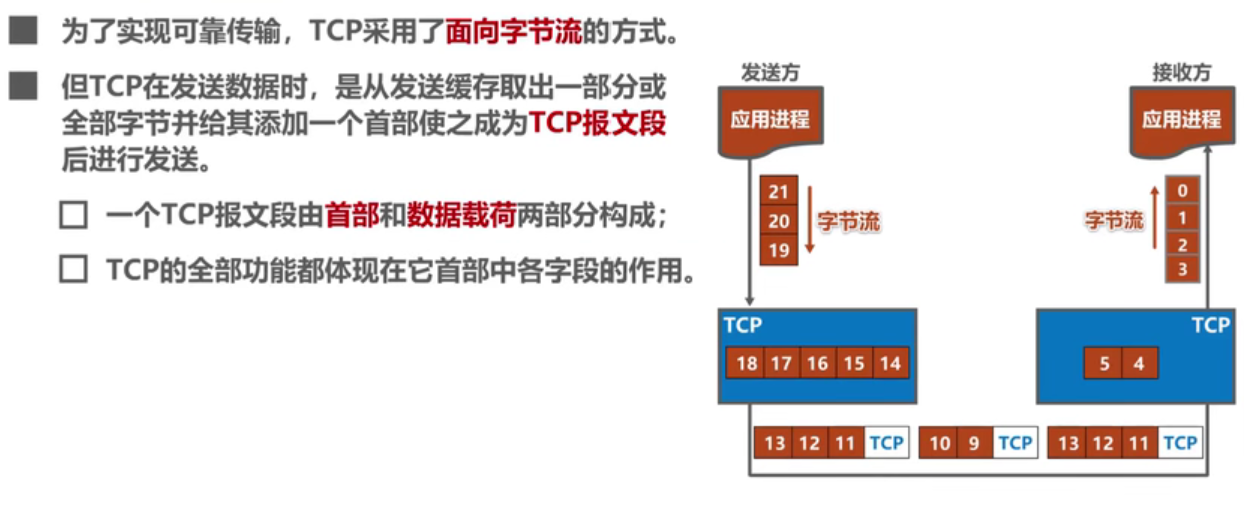 为了实现可靠传输，TCP采用了面向字节流的方式。
但TCP在发送数据时，是从发送缓存取出一部分或
全部字节并给其添加一个首部使之成为TCP报文段
后进行发送。
一个TCP报文段由首部和数据载荷两部分构成；
TCP的全部功能都体现在它首部中各字段的作用。
发送方
应用进程
21
20
19
字节流
TCP
18 17 16 15 14
接收方
应用进程
0
1
2
3
字节流
TCP
5 4
13 12 11 TCP 10 9 TCP 13 12 11 TCP